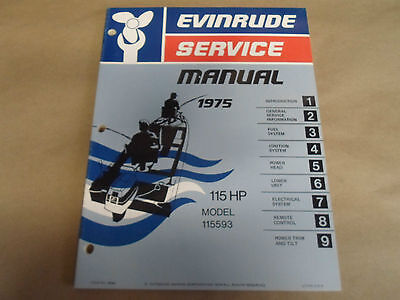 EVINRUDE
SERVICE
MANUAL
1975
INTRODUCTION 1
GENERAL
SERVICE
INFORMATION 2
FUEL
SYSTEM 3
IGNITION
SYSTEM 4
POWER
HEAD 5
LOWER
UNIT 6
ELECTRICAL
SYSTEM 7
REMOTE
CONTROL 8
POWER TRIM
AND TILT 9
115 HP
MODEL
115593